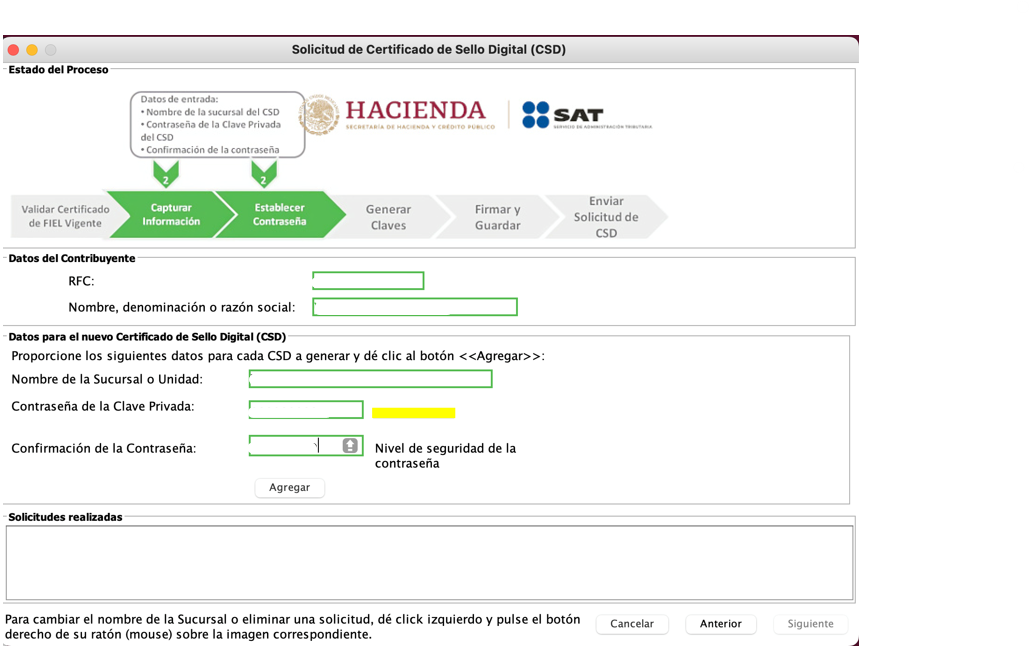 Solicitud de Certificado de Sello Digital (CSD)
Estado del Proceso
Datos de entrada:
• Nombre de la sucursal del CSD
• Contraseña de la Clave Privada
del CSD
• Confirmación de la contraseña
HACIENDA
SECRETARÍA DE HACIENDA Y CRÉDITO PÚBLICO
SAT
SERVICIO DE ADMINISTRACIÓN TRIBUTARIA
2
2
Validar Certificado
de FIEL Vigente
Capturar
Información
Establecer
Contraseña
Generar
Claves
Firmar y
Guardar
Enviar
Solicitud de
CSD
Datos del Contribuyente
RFC:
Nombre, denominación o razón social:
Datos para el nuevo Certificado de Sello Digital (CSD)
Proporcione los siguientes datos para cada CSD a generar y dé clic al botón <<Agregar>>:
Nombre de la Sucursal o Unidad:
Contraseña de la Clave Privada:
Confirmación de la Contraseña:
Nivel de seguridad de la
contraseña
Agregar
Solicitudes realizadas
Para cambiar el nombre de la Sucursal o eliminar una solicitud, dé click izquierdo y pulse el botón
derecho de su ratón (mouse) sobre la imagen correspondiente.
Cancelar
Anterior
Siguiente